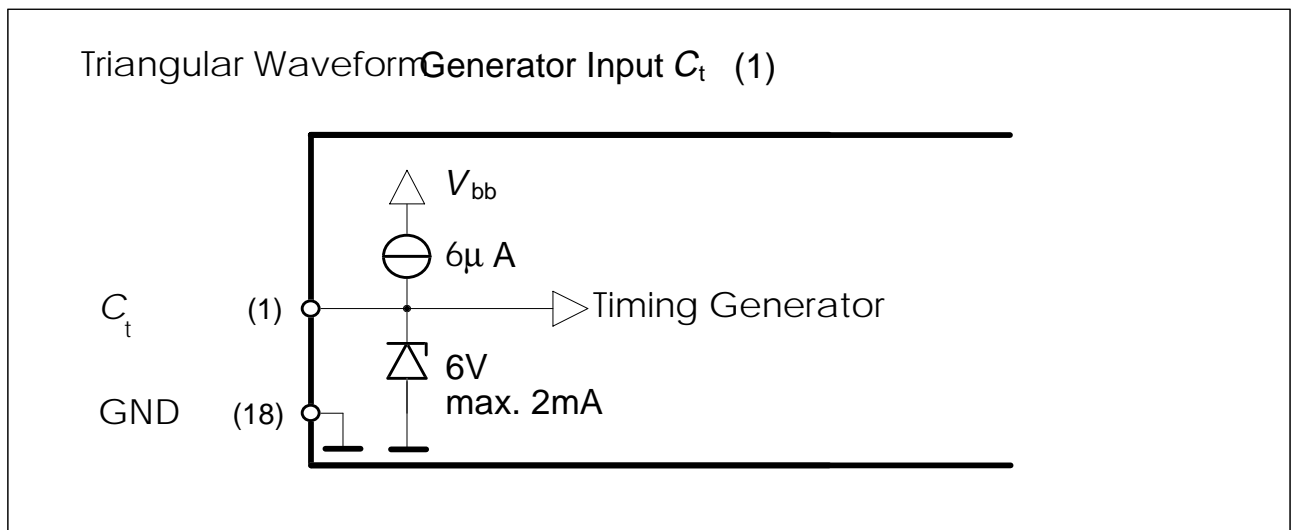 Triangular Waveform Generator Input Ct (1)
Vbb
6μ A
Ct (1)
Timing Generator
6V
max. 2mA
GND (18)